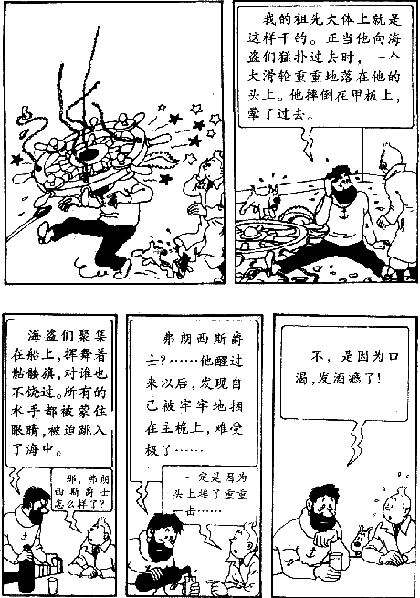 我的祖先大体上就是
这样干的。正当他向海
盗们猛扑过去时，一个
大滑轮重重地落在他的
头上。他摔倒在甲板上，
晕了过去。
海盗们聚集
在船上，挥舞着
骷髅旗，对谁也
不饶过。所有的
水手都被蒙住
眼睛，被迫跳入
了海中。
那，弗朗
西斯爵士
怎么样了？
弗朗西斯爵
士？……他醒过
来以后，发现自
己被牢牢地捆
在主桅上，难受
极了……
一定是因为
头上挨了重重
一击……
不，是因为口
渴，发酒瘾了！